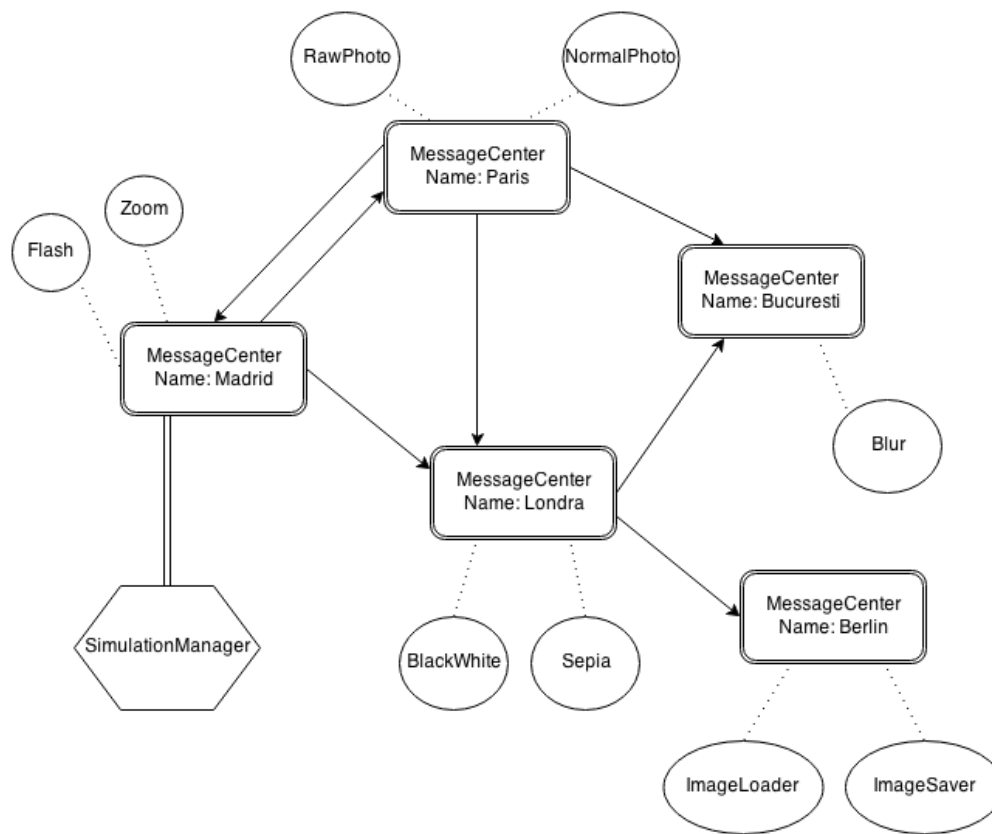 RawPhoto
NormalPhoto
MessageCenter
Name: Paris
Zoom
Flash
MessageCenter
Name: Bucuresti
MessageCenter
Name: Madrid
Blur
MessageCenter
Name: Londra
MessageCenter
Name: Berlin
SimulationManager
BlackWhite
Sepia
ImageLoader
ImageSaver